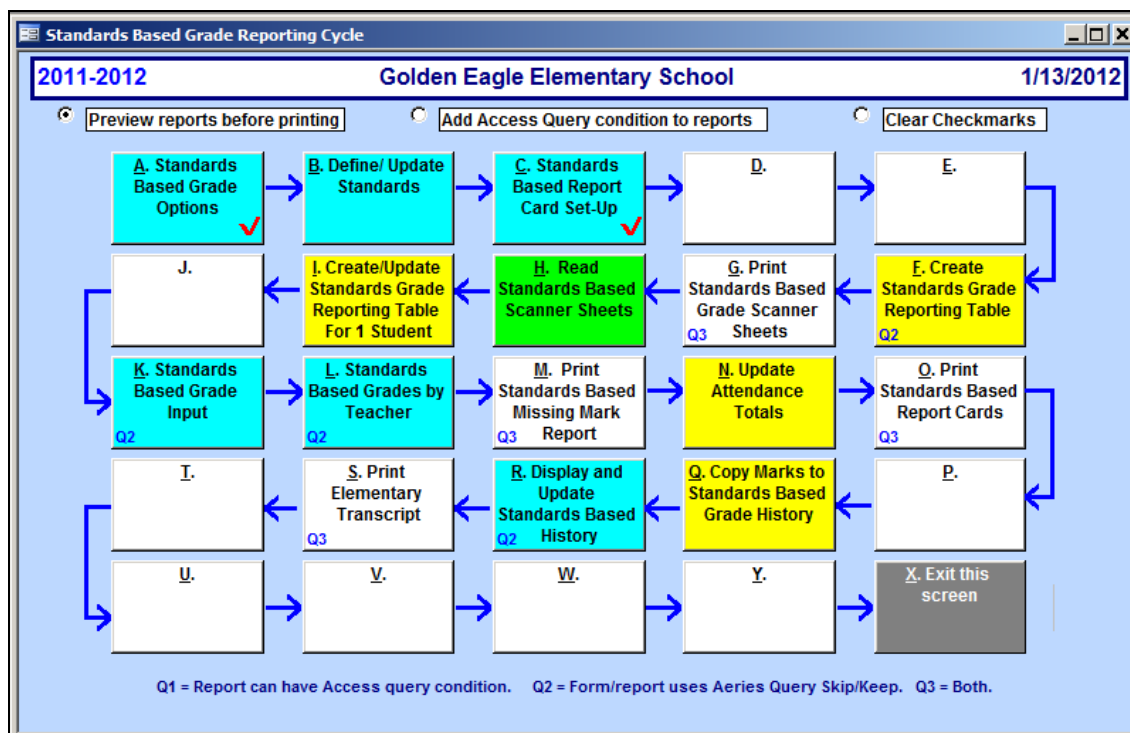 Standards Based Grade Reporting Cycle
2011-2012 Golden Eagle Elementary School 1/13/2012
Preview reports before printing Add Access Query condition to reports Clear Checkmarks
A. Standards
Based Grade
Options
B. Define/ Update
Standards
C. Standards
Based Report
Card Set-Up
D.
E.
J.
I. Create/Update
Standards Grade
Reporting Table
For 1 Student
H. Read
Standards Based
Scanner Sheets
G. Print
Standards Based
Grade Scanner
Q3 Sheets
F. Create
Standards Grade
Reporting Table
Q2
K. Standards
Based Grade
Input
Q2
L. Standards
Based Grades by
Teacher
Q2
M. Print
Standards Based
Missing Mark
Q3 Report
N. Update
Attendance
Totals
O. Print
Standards Based
Report Cards
Q3
T.
S. Print
Elementary
Transcript
Q3
R. Display and
Update
Standards Based
Q2 History
Q. Copy Marks to
Standards Based
Grade History
P.
U.
V.
W.
Y.
X. Exit this
screen
Q1 = Report can have Access query condition. Q2 = Form/report uses Aeries Query Skip/Keep. Q3 = Both.